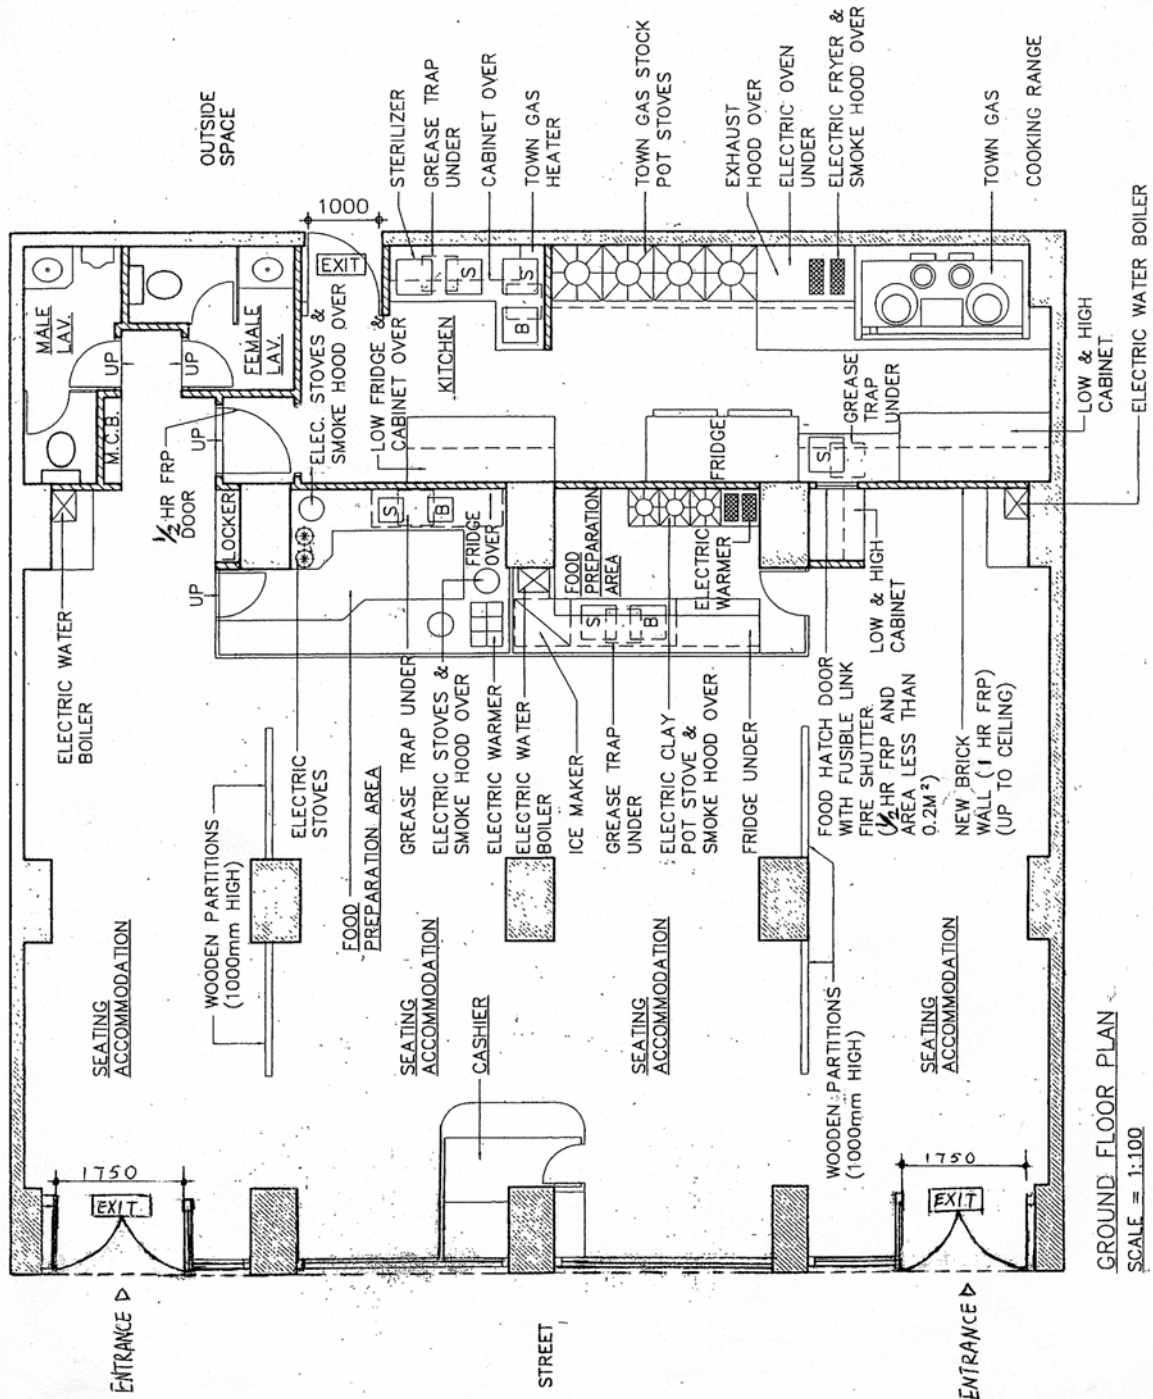 OUTSIDE
SPACE
MALE
LAV.
FEMALE
LAV.
UP
UP
M.C.B.
UP
1/2 HR FRP
DOOR
LOCKER
UP
EXIT
1000
ELEC. STOVES &
SMOKE HOOD OVER
LOW FRIDGE &
CABINET OVER
KITCHEN
STERILIZER
GREASE TRAP
UNDER
CABINET OVER
TOWN GAS
HEATER
TOWN GAS STOCK
POT STOVES
EXHAUST
HOOD OVER
ELECTRIC OVEN
UNDER
ELECTRIC FRYER &
SMOKE HOOD OVER
TOWN GAS
COOKING RANGE
S
S
B
FRIDGE
S
GREASE
TRAP
UNDER
LOW & HIGH
CABINET
ELECTRIC WATER BOILER
ELECTRIC WATER
BOILER
S
B
FRIDGE
OVER
FOOD
PREPARATION
AREA
S
B
ELECTRIC
WARMER
LOW & HIGH
CABINET
WOODEN PARTITIONS
(1000mm HIGH)
ELECTRIC
STOVES
FOOD
PREPARATION AREA
GREASE TRAP UNDER
ELECTRIC STOVES &
SMOKE HOOD OVER
ELECTRIC WARMER
ELECTRIC WATER
BOILER
ICE MAKER
GREASE TRAP
UNDER
ELECTRIC CLAY
POT STOVE &
SMOKE HOOD OVER
FRIDGE UNDER
FOOD HATCH DOOR
WITH FUSIBLE LINK
FIRE SHUTTER
(1/2 HR FRP AND
AREA LESS THAN
0.2M²)
NEW BRICK
WALL (1 HR FRP)
(UP TO CEILING)
SEATING
ACCOMMODATION
SEATING
ACCOMMODATION
SEATING
ACCOMMODATION
SEATING
ACCOMMODATION
CASHIER
WOODEN PARTITIONS
(1000mm HIGH)
1750
EXIT
1750
EXIT
ENTRANCE
STREET
ENTRANCE
GROUND FLOOR PLAN
SCALE = 1:100